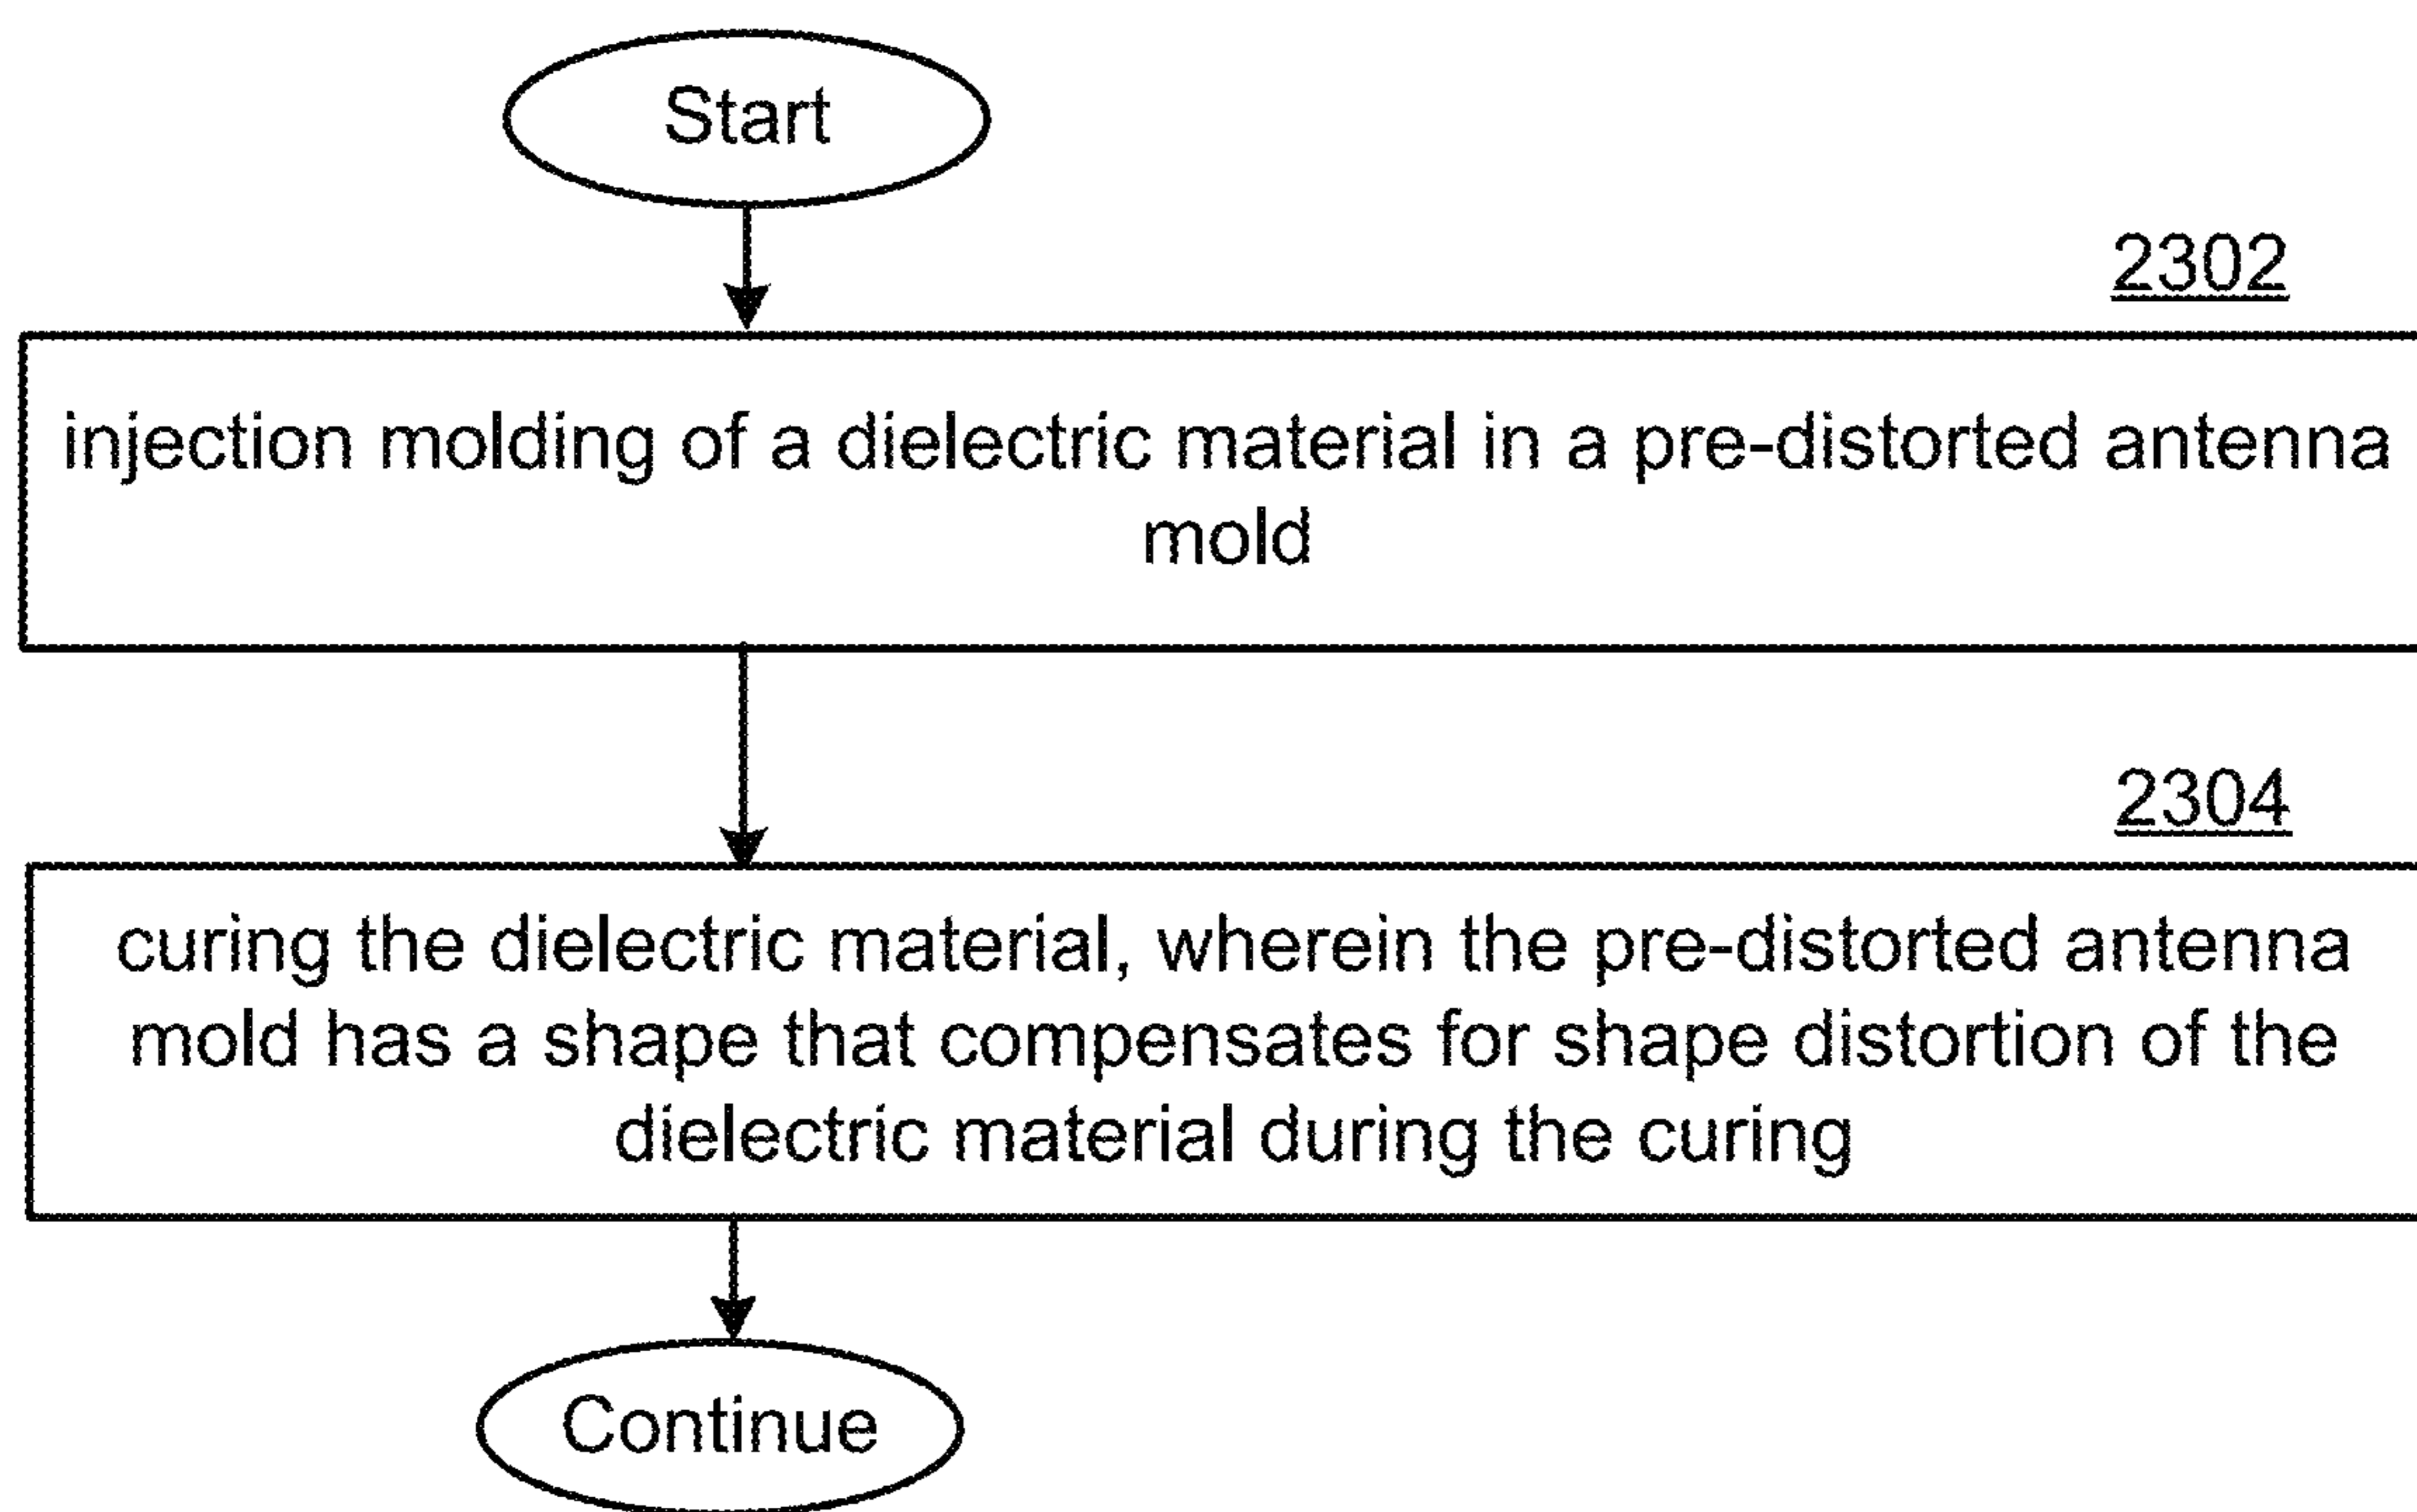 Start
2302
injection molding of a dielectric material in a pre-distorted antenna
mold
2304
curing the dielectric material, wherein the pre-distorted antenna
mold has a shape that compensates for shape distortion of the
dielectric material during the curing
Continue